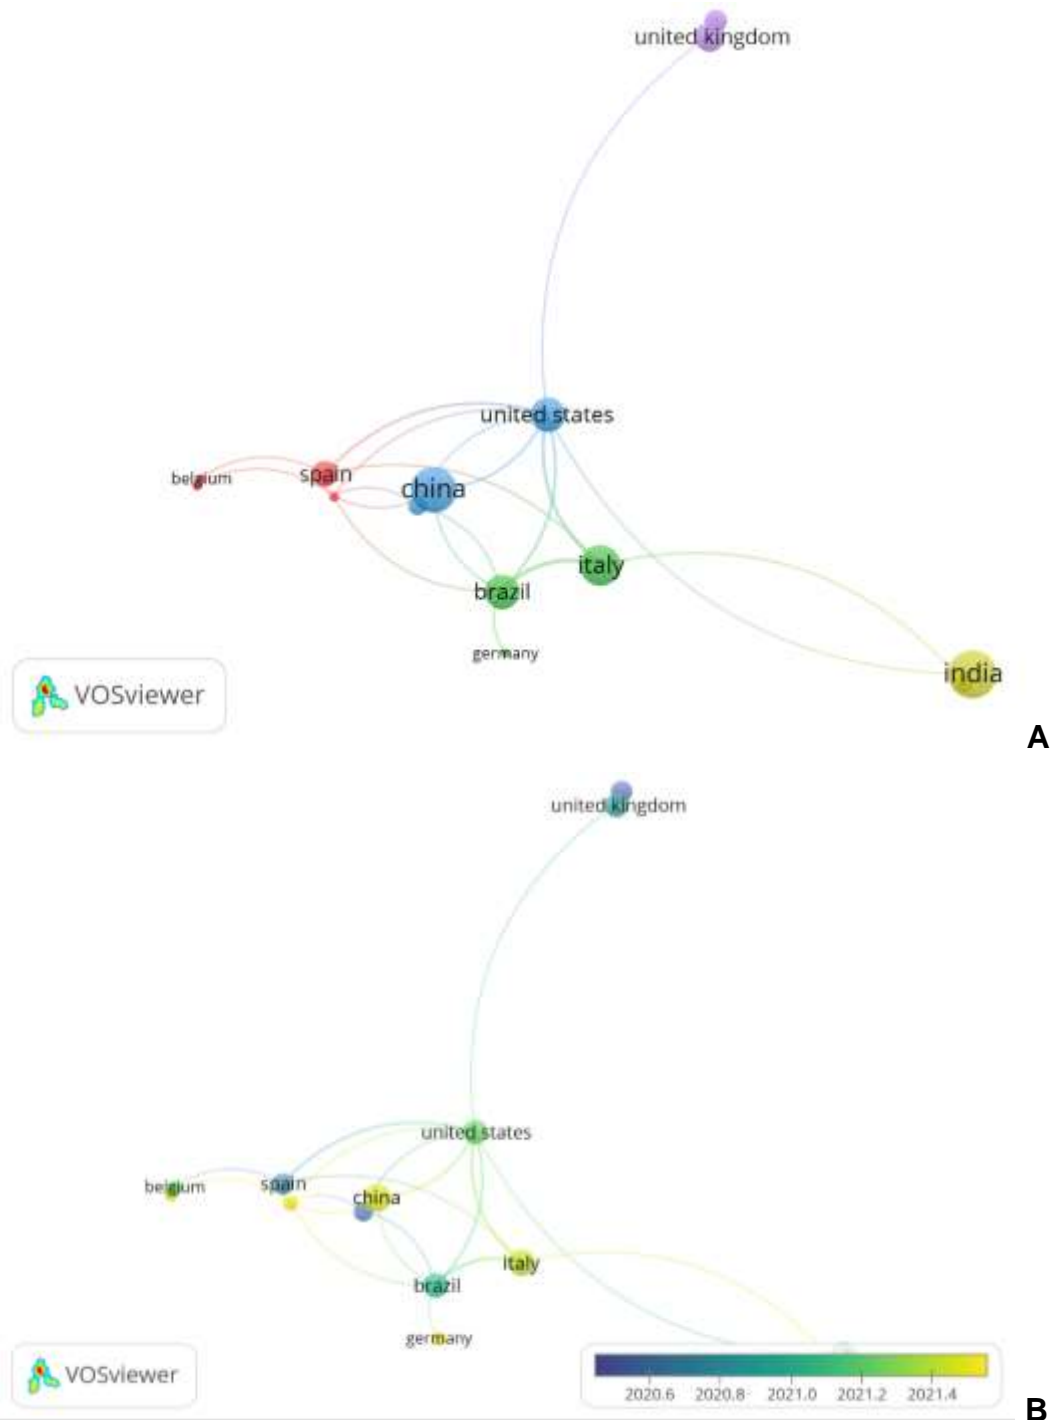 united kingdom
united states
belgium
spain
china
italy
brazil
germany
india
VOSviewer
A
united kingdom
united states
belgium
spain
china
italy
brazil
germany
VOSviewer
2020.6 2020.8 2021.0 2021.2 2021.4
B